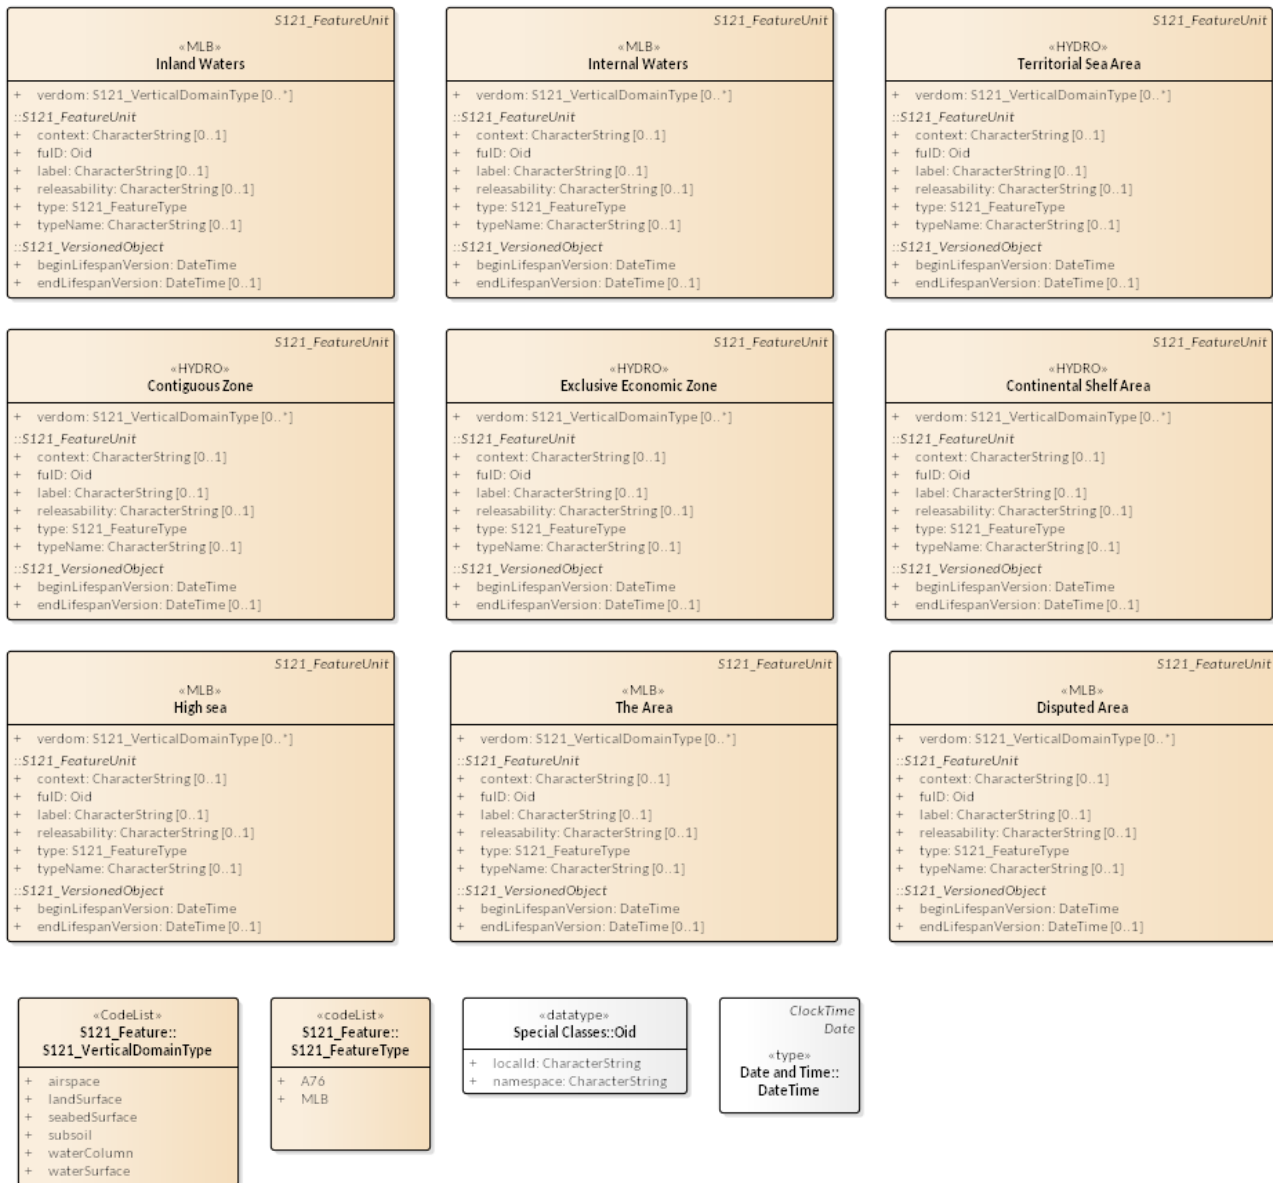 S121_FeatureUnit
«MLB»
Inland Waters
+ verdom: S121_VerticalDomainType [0..*]
::S121_FeatureUnit
+ context: CharacterString [0..1]
+ fuID: Oid
+ label: CharacterString [0..1]
+ releasability: CharacterString [0..1]
+ type: S121_FeatureType
+ typeName: CharacterString [0..1]
::S121_VersionedObject
+ beginLifespanVersion: DateTime
+ endLifespanVersion: DateTime [0..1]
S121_FeatureUnit
«MLB»
Internal Waters
+ verdom: S121_VerticalDomainType [0..*]
::S121_FeatureUnit
+ context: CharacterString [0..1]
+ fuID: Oid
+ label: CharacterString [0..1]
+ releasability: CharacterString [0..1]
+ type: S121_FeatureType
+ typeName: CharacterString [0..1]
::S121_VersionedObject
+ beginLifespanVersion: DateTime
+ endLifespanVersion: DateTime [0..1]
S121_FeatureUnit
«HYDRO»
Territorial Sea Area
+ verdom: S121_VerticalDomainType [0..*]
::S121_FeatureUnit
+ context: CharacterString [0..1]
+ fuID: Oid
+ label: CharacterString [0..1]
+ releasability: CharacterString [0..1]
+ type: S121_FeatureType
+ typeName: CharacterString [0..1]
::S121_VersionedObject
+ beginLifespanVersion: DateTime
+ endLifespanVersion: DateTime [0..1]
S121_FeatureUnit
«HYDRO»
Contiguous Zone
+ verdom: S121_VerticalDomainType [0..*]
::S121_FeatureUnit
+ context: CharacterString [0..1]
+ fuID: Oid
+ label: CharacterString [0..1]
+ releasability: CharacterString [0..1]
+ type: S121_FeatureType
+ typeName: CharacterString [0..1]
::S121_VersionedObject
+ beginLifespanVersion: DateTime
+ endLifespanVersion: DateTime [0..1]
S121_FeatureUnit
«HYDRO»
Exclusive Economic Zone
+ verdom: S121_VerticalDomainType [0..*]
::S121_FeatureUnit
+ context: CharacterString [0..1]
+ fuID: Oid
+ label: CharacterString [0..1]
+ releasability: CharacterString [0..1]
+ type: S121_FeatureType
+ typeName: CharacterString [0..1]
::S121_VersionedObject
+ beginLifespanVersion: DateTime
+ endLifespanVersion: DateTime [0..1]
S121_FeatureUnit
«HYDRO»
Continental Shelf Area
+ verdom: S121_VerticalDomainType [0..*]
::S121_FeatureUnit
+ context: CharacterString [0..1]
+ fuID: Oid
+ label: CharacterString [0..1]
+ releasability: CharacterString [0..1]
+ type: S121_FeatureType
+ typeName: CharacterString [0..1]
::S121_VersionedObject
+ beginLifespanVersion: DateTime
+ endLifespanVersion: DateTime [0..1]
S121_FeatureUnit
«MLB»
High sea
+ verdom: S121_VerticalDomainType [0..*]
::S121_FeatureUnit
+ context: CharacterString [0..1]
+ fuID: Oid
+ label: CharacterString [0..1]
+ releasability: CharacterString [0..1]
+ type: S121_FeatureType
+ typeName: CharacterString [0..1]
::S121_VersionedObject
+ beginLifespanVersion: DateTime
+ endLifespanVersion: DateTime [0..1]
S121_FeatureUnit
«MLB»
The Area
+ verdom: S121_VerticalDomainType [0..*]
::S121_FeatureUnit
+ context: CharacterString [0..1]
+ fuID: Oid
+ label: CharacterString [0..1]
+ releasability: CharacterString [0..1]
+ type: S121_FeatureType
+ typeName: CharacterString [0..1]
::S121_VersionedObject
+ beginLifespanVersion: DateTime
+ endLifespanVersion: DateTime [0..1]
S121_FeatureUnit
«MLB»
Disputed Area
+ verdom: S121_VerticalDomainType [0..*]
::S121_FeatureUnit
+ context: CharacterString [0..1]
+ fuID: Oid
+ label: CharacterString [0..1]
+ releasability: CharacterString [0..1]
+ type: S121_FeatureType
+ typeName: CharacterString [0..1]
::S121_VersionedObject
+ beginLifespanVersion: DateTime
+ endLifespanVersion: DateTime [0..1]
«CodeList»
S121_Feature::
S121_VerticalDomainType
+ airspace
+ landSurface
+ seabedSurface
+ subsoil
+ waterColumn
+ waterSurface
«codeList»
S121_Feature::
S121_FeatureType
+ A76
+ MLB
«datatype»
Special Classes::Oid
+ localId: CharacterString
+ namespace: CharacterString
ClockTime
Date
«type»
Date and Time::
DateTime